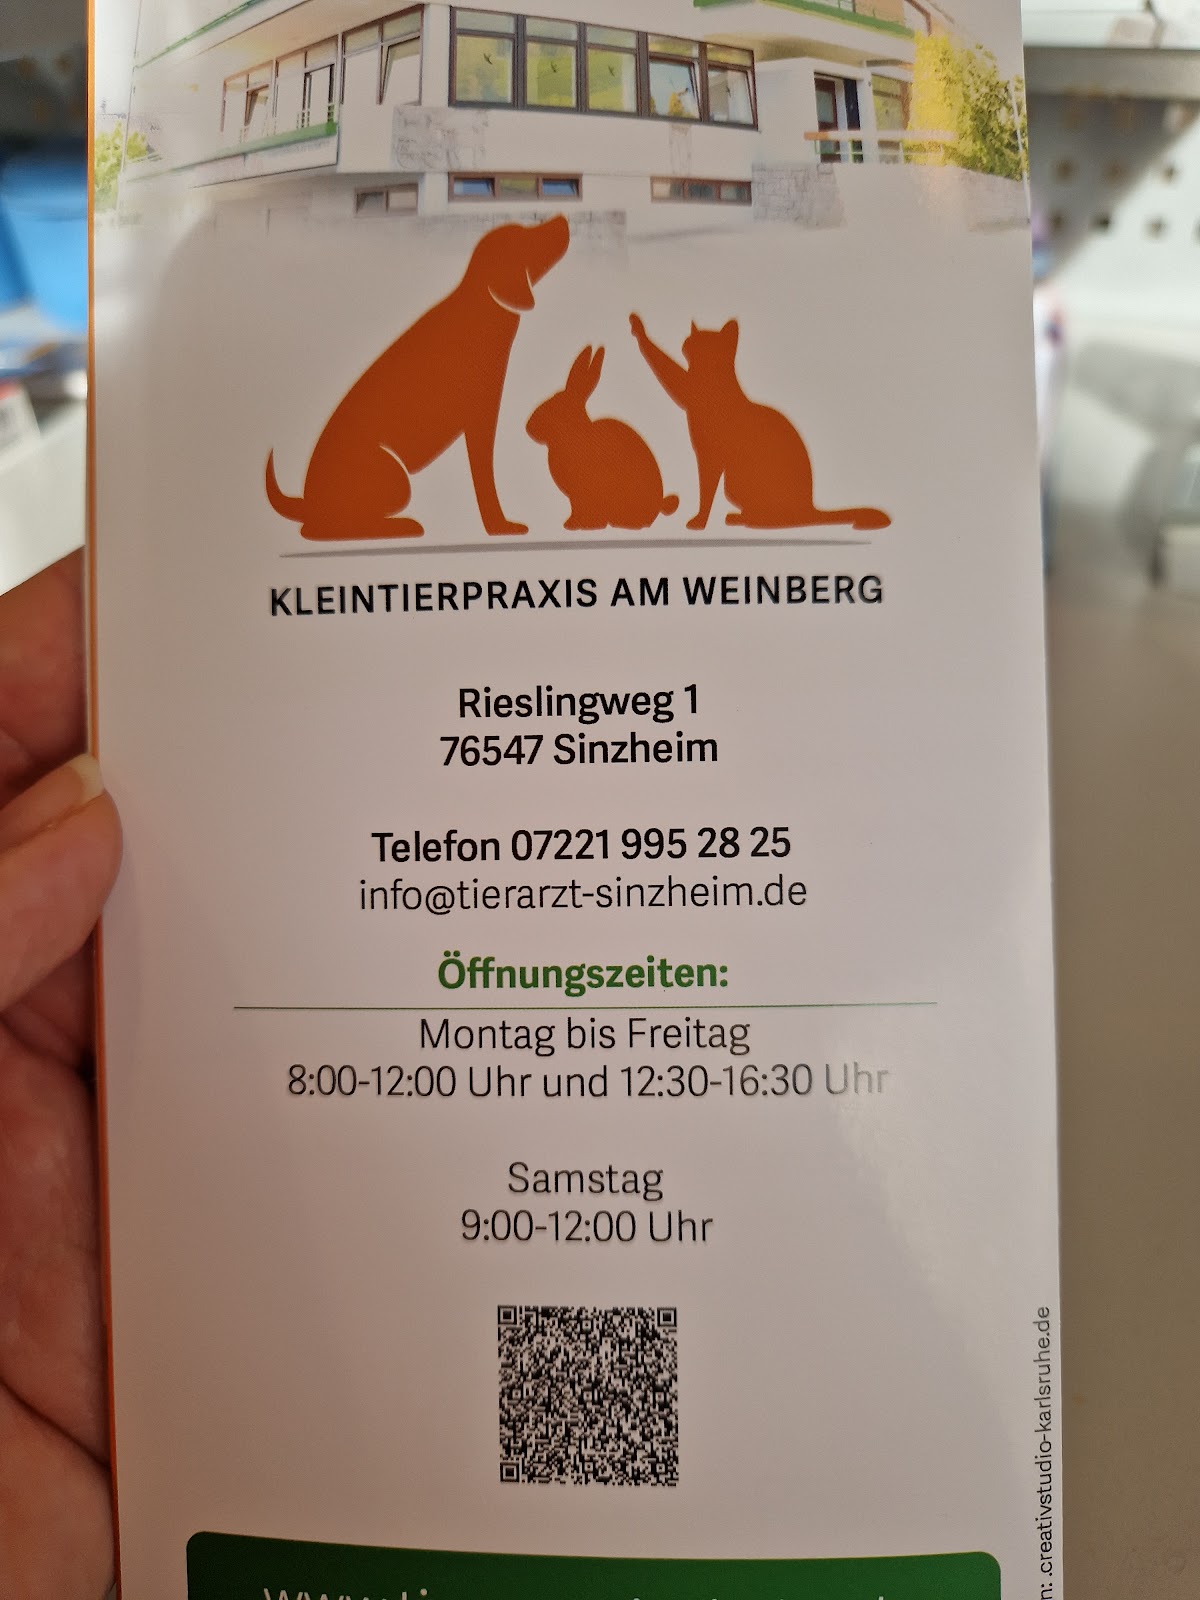 KLEINTIERPRAXIS AM WEINBERG
Rieslingweg 1
76547 Sinzheim
Telefon 07221 995 28 25
info@tierarzt-sinzheim.de
Öffnungszeiten:
Montag bis Freitag
8:00-12:00 Uhr und 12:30-16:30 Uhr
Samstag
9:00-12:00 Uhr
.creativstudio-karlsruhe.de